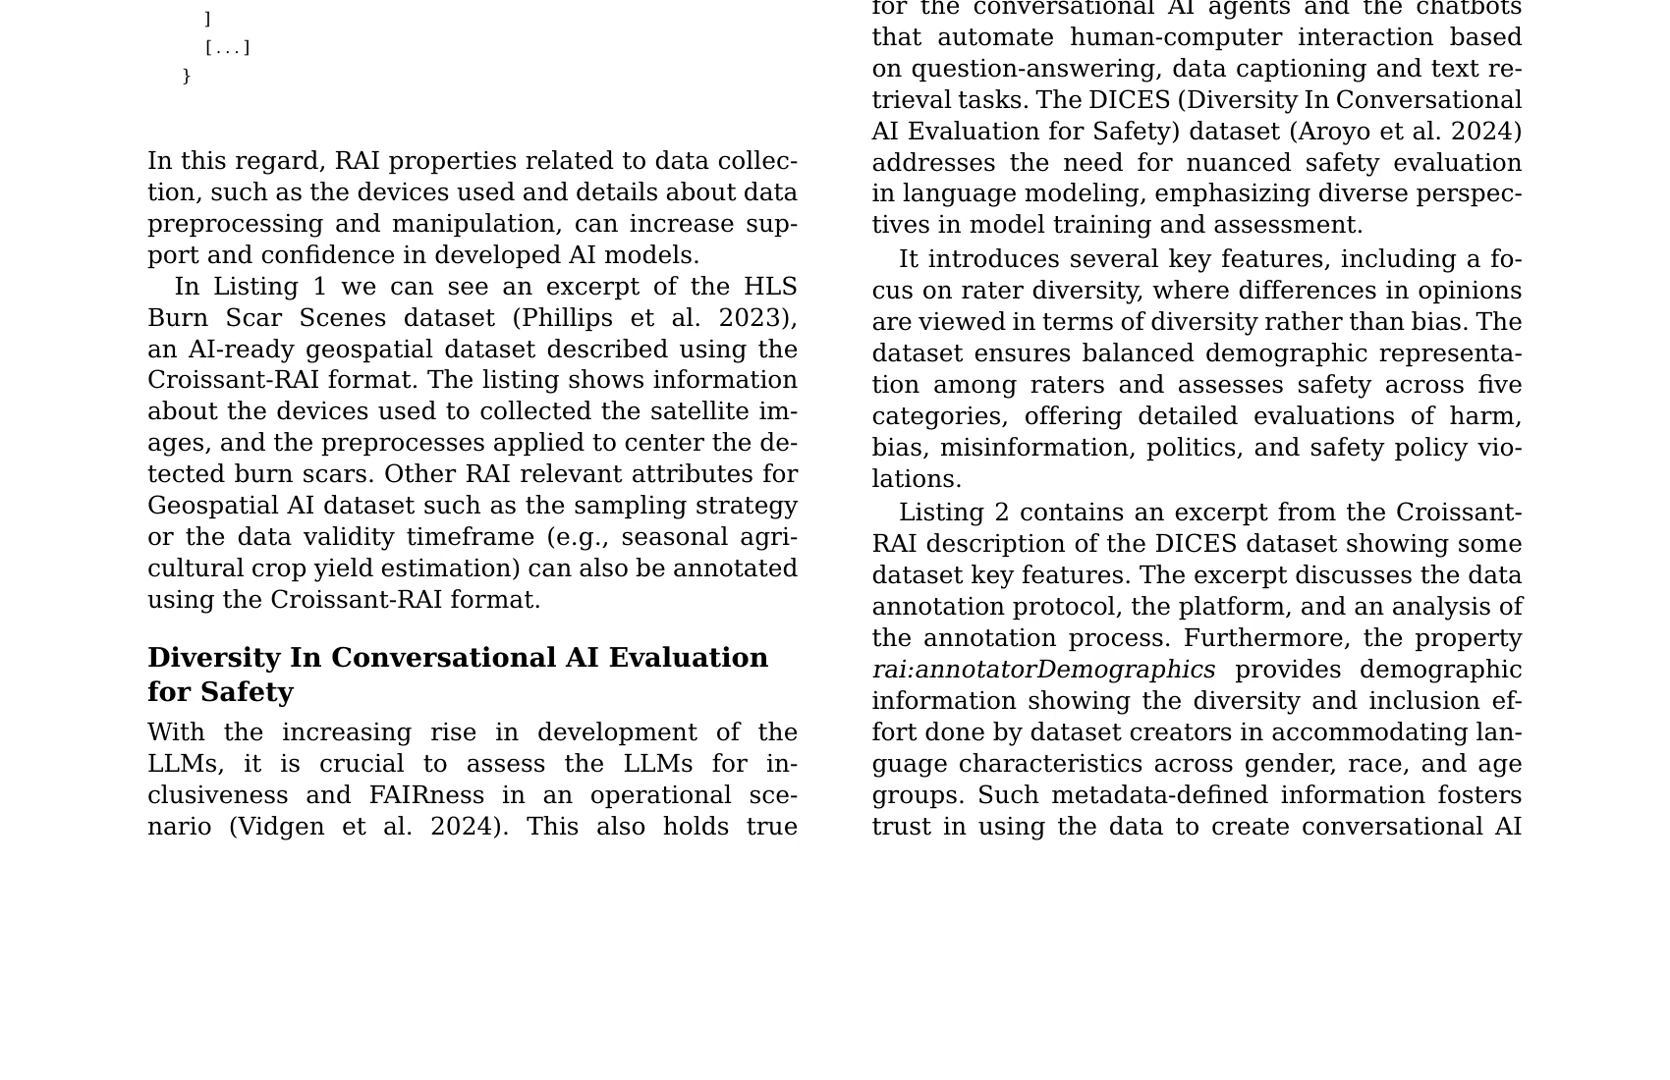 ]
[...]
}
In this regard, RAI properties related to data collec-
tion, such as the devices used and details about data
preprocessing and manipulation, can increase sup-
port and confidence in developed AI models.
In Listing 1 we can see an excerpt of the HLS
Burn Scar Scenes dataset (Phillips et al. 2023),
an AI-ready geospatial dataset described using the
Croissant-RAI format. The listing shows information
about the devices used to collected the satellite im-
ages, and the preprocesses applied to center the de-
tected burn scars. Other RAI relevant attributes for
Geospatial AI dataset such as the sampling strategy
or the data validity timeframe (e.g., seasonal agri-
cultural crop yield estimation) can also be annotated
using the Croissant-RAI format.
Diversity In Conversational AI Evaluation
for Safety
With the increasing rise in development of the
LLMs, it is crucial to assess the LLMs for in-
clusiveness and FAIRness in an operational sce-
nario (Vidgen et al. 2024). This also holds true
for the conversational AI agents and the chatbots
that automate human-computer interaction based
on question-answering, data captioning and text re-
trieval tasks. The DICES (Diversity In Conversational
AI Evaluation for Safety) dataset (Aroyo et al. 2024)
addresses the need for nuanced safety evaluation
in language modeling, emphasizing diverse perspec-
tives in model training and assessment.
It introduces several key features, including a fo-
cus on rater diversity, where differences in opinions
are viewed in terms of diversity rather than bias. The
dataset ensures balanced demographic representa-
tion among raters and assesses safety across five
categories, offering detailed evaluations of harm,
bias, misinformation, politics, and safety policy vio-
lations.
Listing 2 contains an excerpt from the Croissant-
RAI description of the DICES dataset showing some
dataset key features. The excerpt discusses the data
annotation protocol, the platform, and an analysis of
the annotation process. Furthermore, the property
rai:annotatorDemographics provides demographic
information showing the diversity and inclusion ef-
fort done by dataset creators in accommodating lan-
guage characteristics across gender, race, and age
groups. Such metadata-defined information fosters
trust in using the data to create conversational AI